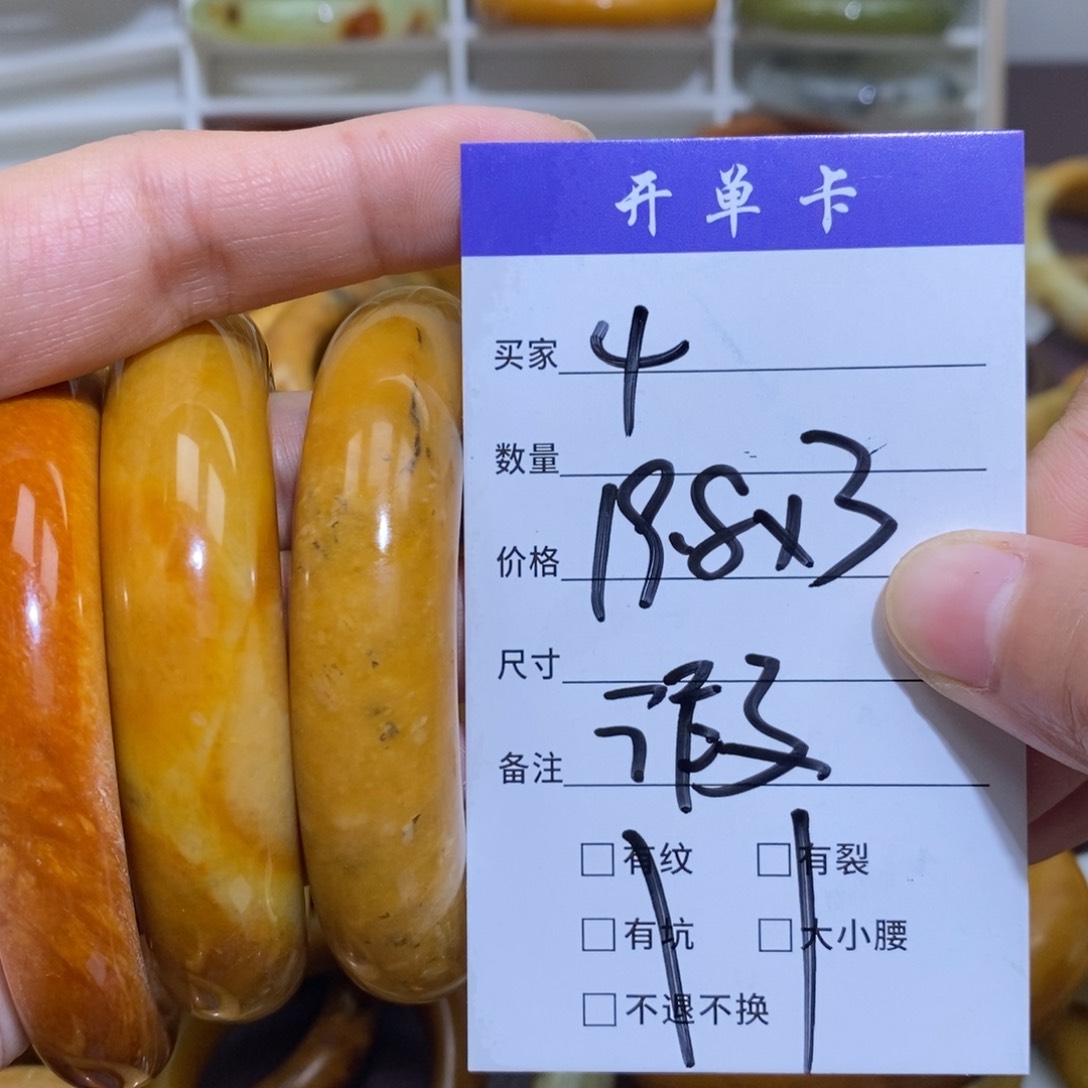 开单卡
买家 4
数量
198x3
价格
尺寸
备注
有纹 有裂
有坑 大小腰
不退不换